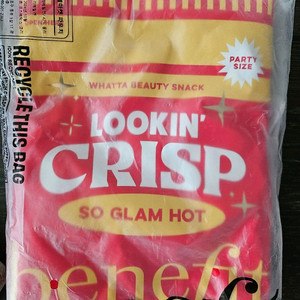 RECYCLE THIS BAG
PARTY
SIZE
WHATTA BEAUTY SNACK
LOOKIN'
CRISP
SO GLAM HOT
benefit